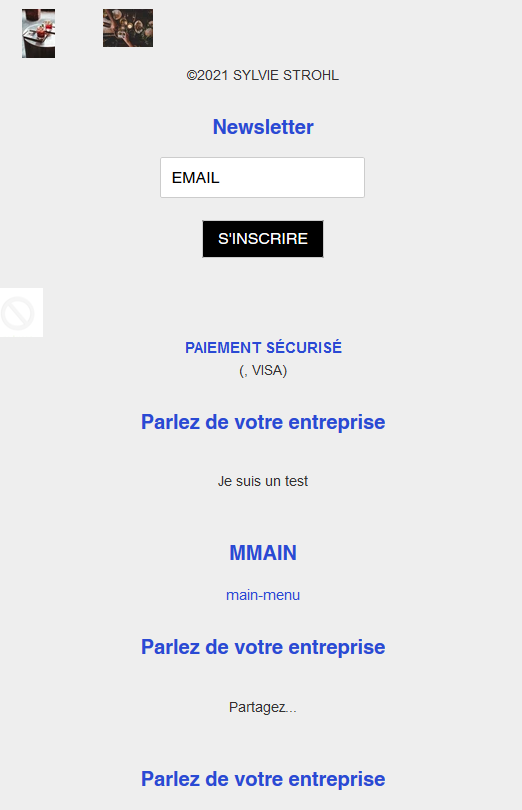 ©2021 SYLVIE STROHL
Newsletter
EMAIL
S'INSCRIRE
PAIEMENT SÉCURISÉ
(, VISA)
Parlez de votre entreprise
Je suis un test
MMAIN
main-menu
Parlez de votre entreprise
Partagez...
Parlez de votre entreprise